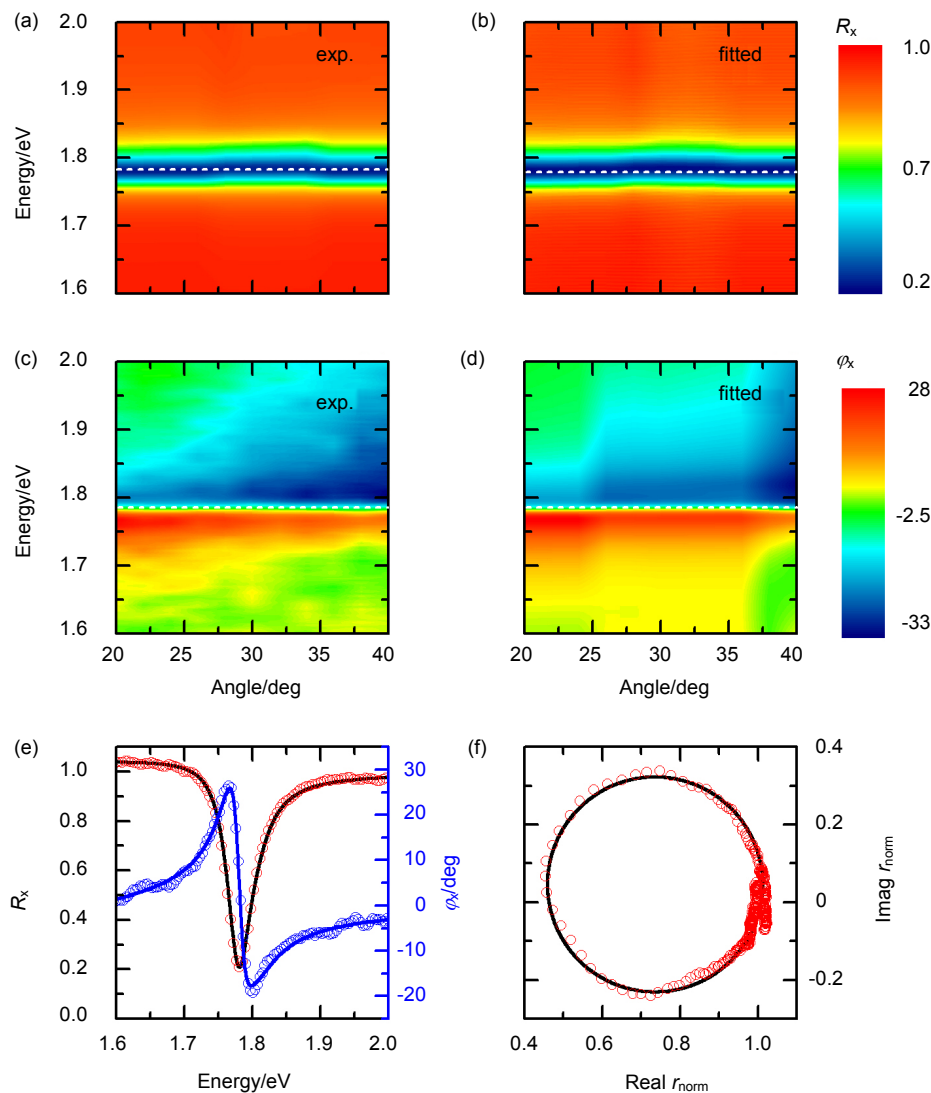 (a)
(b)
Rₓ
2.0
1.9
1.8
1.7
1.6
Energy/eV
exp.
fitted
1.0
0.7
0.2
(c)
(d)
φₓ
2.0
1.9
1.8
1.7
1.6
Energy/eV
exp.
fitted
28
-2.5
-33
20 25 30 35 40
20 25 30 35 40
Angle/deg
Angle/deg
(e)
(f)
1.0
0.8
0.6
0.4
0.2
0.0
Rₓ
30
20
10
0
-10
-20
φₓ/deg
0.4
0.2
0
-0.2
Imag r_norm
1.6 1.7 1.8 1.9 2.0
0.4 0.6 0.8 1.0
Energy/eV
Real r_norm